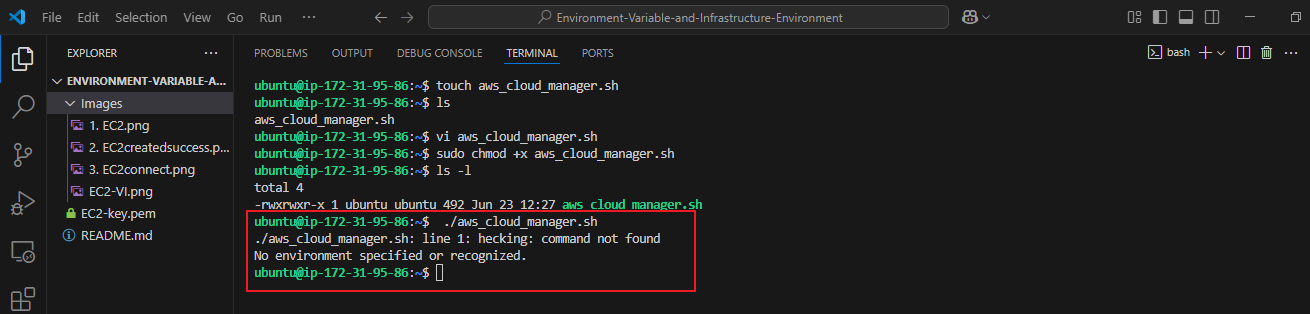 File Edit Selection View Go Run ... Environment-Variable-and-Infrastructure-Environment
EXPLORER ...
ENVIRONMENT-VARIABLE-A...
Images
1. EC2.png
2. EC2createdsuccess.p...
3. EC2connect.png
EC2-VI.png
EC2-key.pem
README.md
PROBLEMS OUTPUT DEBUG CONSOLE TERMINAL PORTS bash ...
ubuntu@ip-172-31-95-86:~$ touch aws_cloud_manager.sh
ubuntu@ip-172-31-95-86:~$ ls
aws_cloud_manager.sh
ubuntu@ip-172-31-95-86:~$ vi aws_cloud_manager.sh
ubuntu@ip-172-31-95-86:~$ sudo chmod +x aws_cloud_manager.sh
ubuntu@ip-172-31-95-86:~$ ls -l
total 4
-rwxrwxr-x 1 ubuntu ubuntu 492 Jun 23 12:27 aws_cloud_manager.sh
ubuntu@ip-172-31-95-86:~$  ./aws_cloud_manager.sh
./aws_cloud_manager.sh: line 1: hecking: command not found
No environment specified or recognized.
ubuntu@ip-172-31-95-86:~$